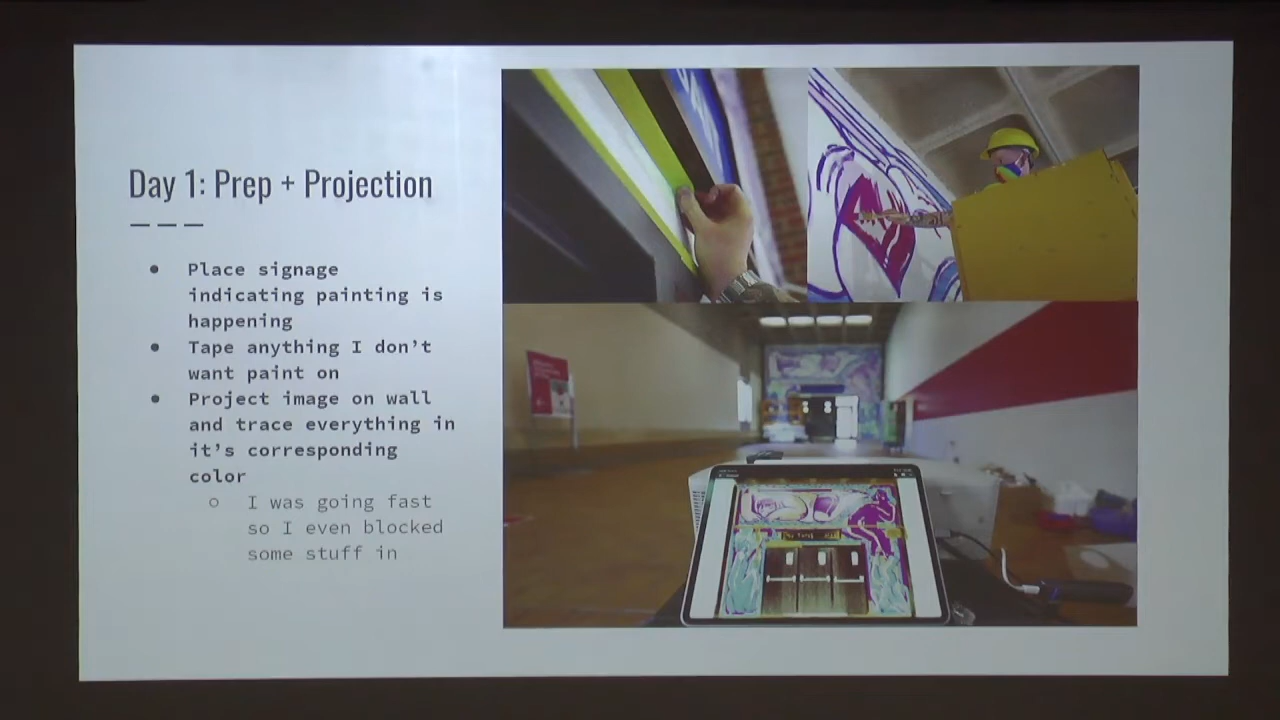 Day 1: Prep + Projection
● Place signage
indicating painting is
happening
● Tape anything I don't
want paint on
● Project image on wall
and trace everything in
it's corresponding
color
○ I was going fast
so I even blocked
some stuff in